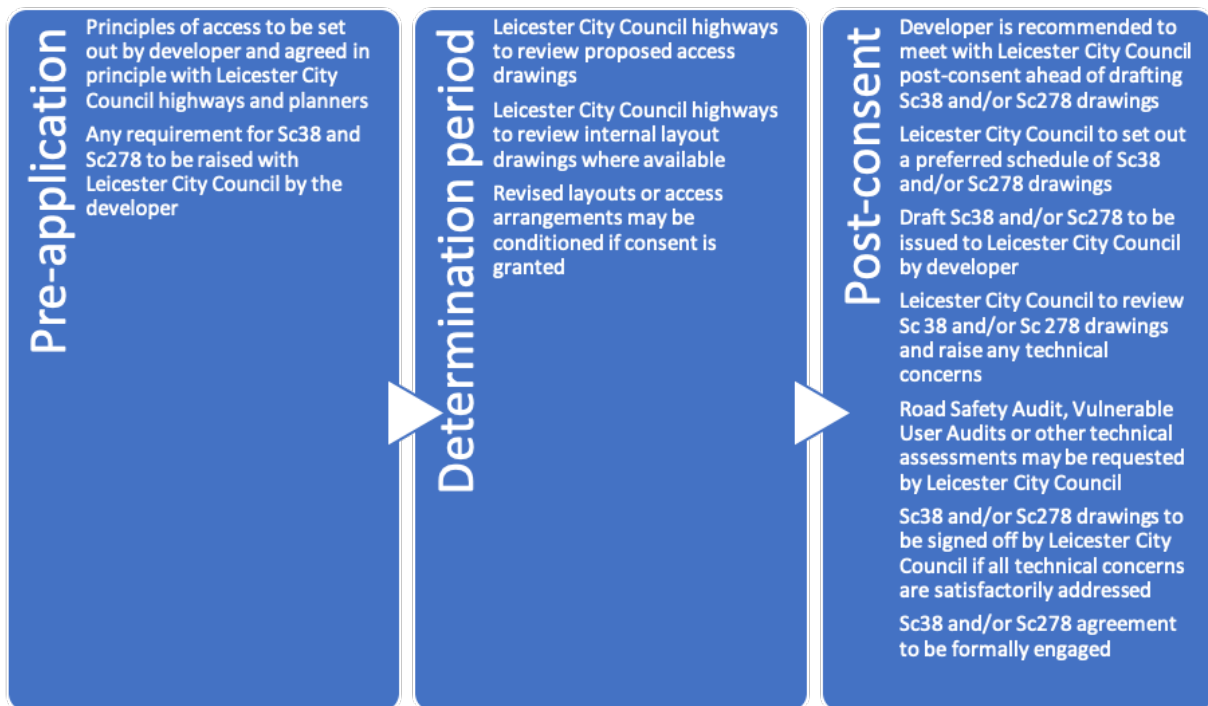 Pre-application
Principles of access to be set
out by developer and agreed in
principle with Leicester City
Council highways and planners
Any requirement for Sc38 and
Sc278 to be raised with
Leicester City Council by the
developer
Determination period
Leicester City Council highways
to review proposed access
drawings
Leicester City Council highways
to review internal layout
drawings where available
Revised layouts or access
arrangements may be
conditioned if consent is
granted
Post-consent
Developer is recommended to
meet with Leicester City Council
post-consent ahead of drafting
Sc38 and/or Sc278 drawings
Leicester City Council to set out
a preferred schedule of Sc38
and/or Sc278 drawings
Draft Sc38 and/or Sc278 to be
issued to Leicester City Council
by developer
Leicester City Council to review
Sc 38 and/or Sc 278 drawings
and raise any technical
concerns
Road Safety Audit, Vulnerable
User Audits or other technical
assessments may be requested
by Leicester City Council
Sc38 and/or Sc278 drawings to
be signed off by Leicester City
Council if all technical concerns
are satisfactorily addressed
Sc38 and/or Sc278 agreement
to be formally engaged